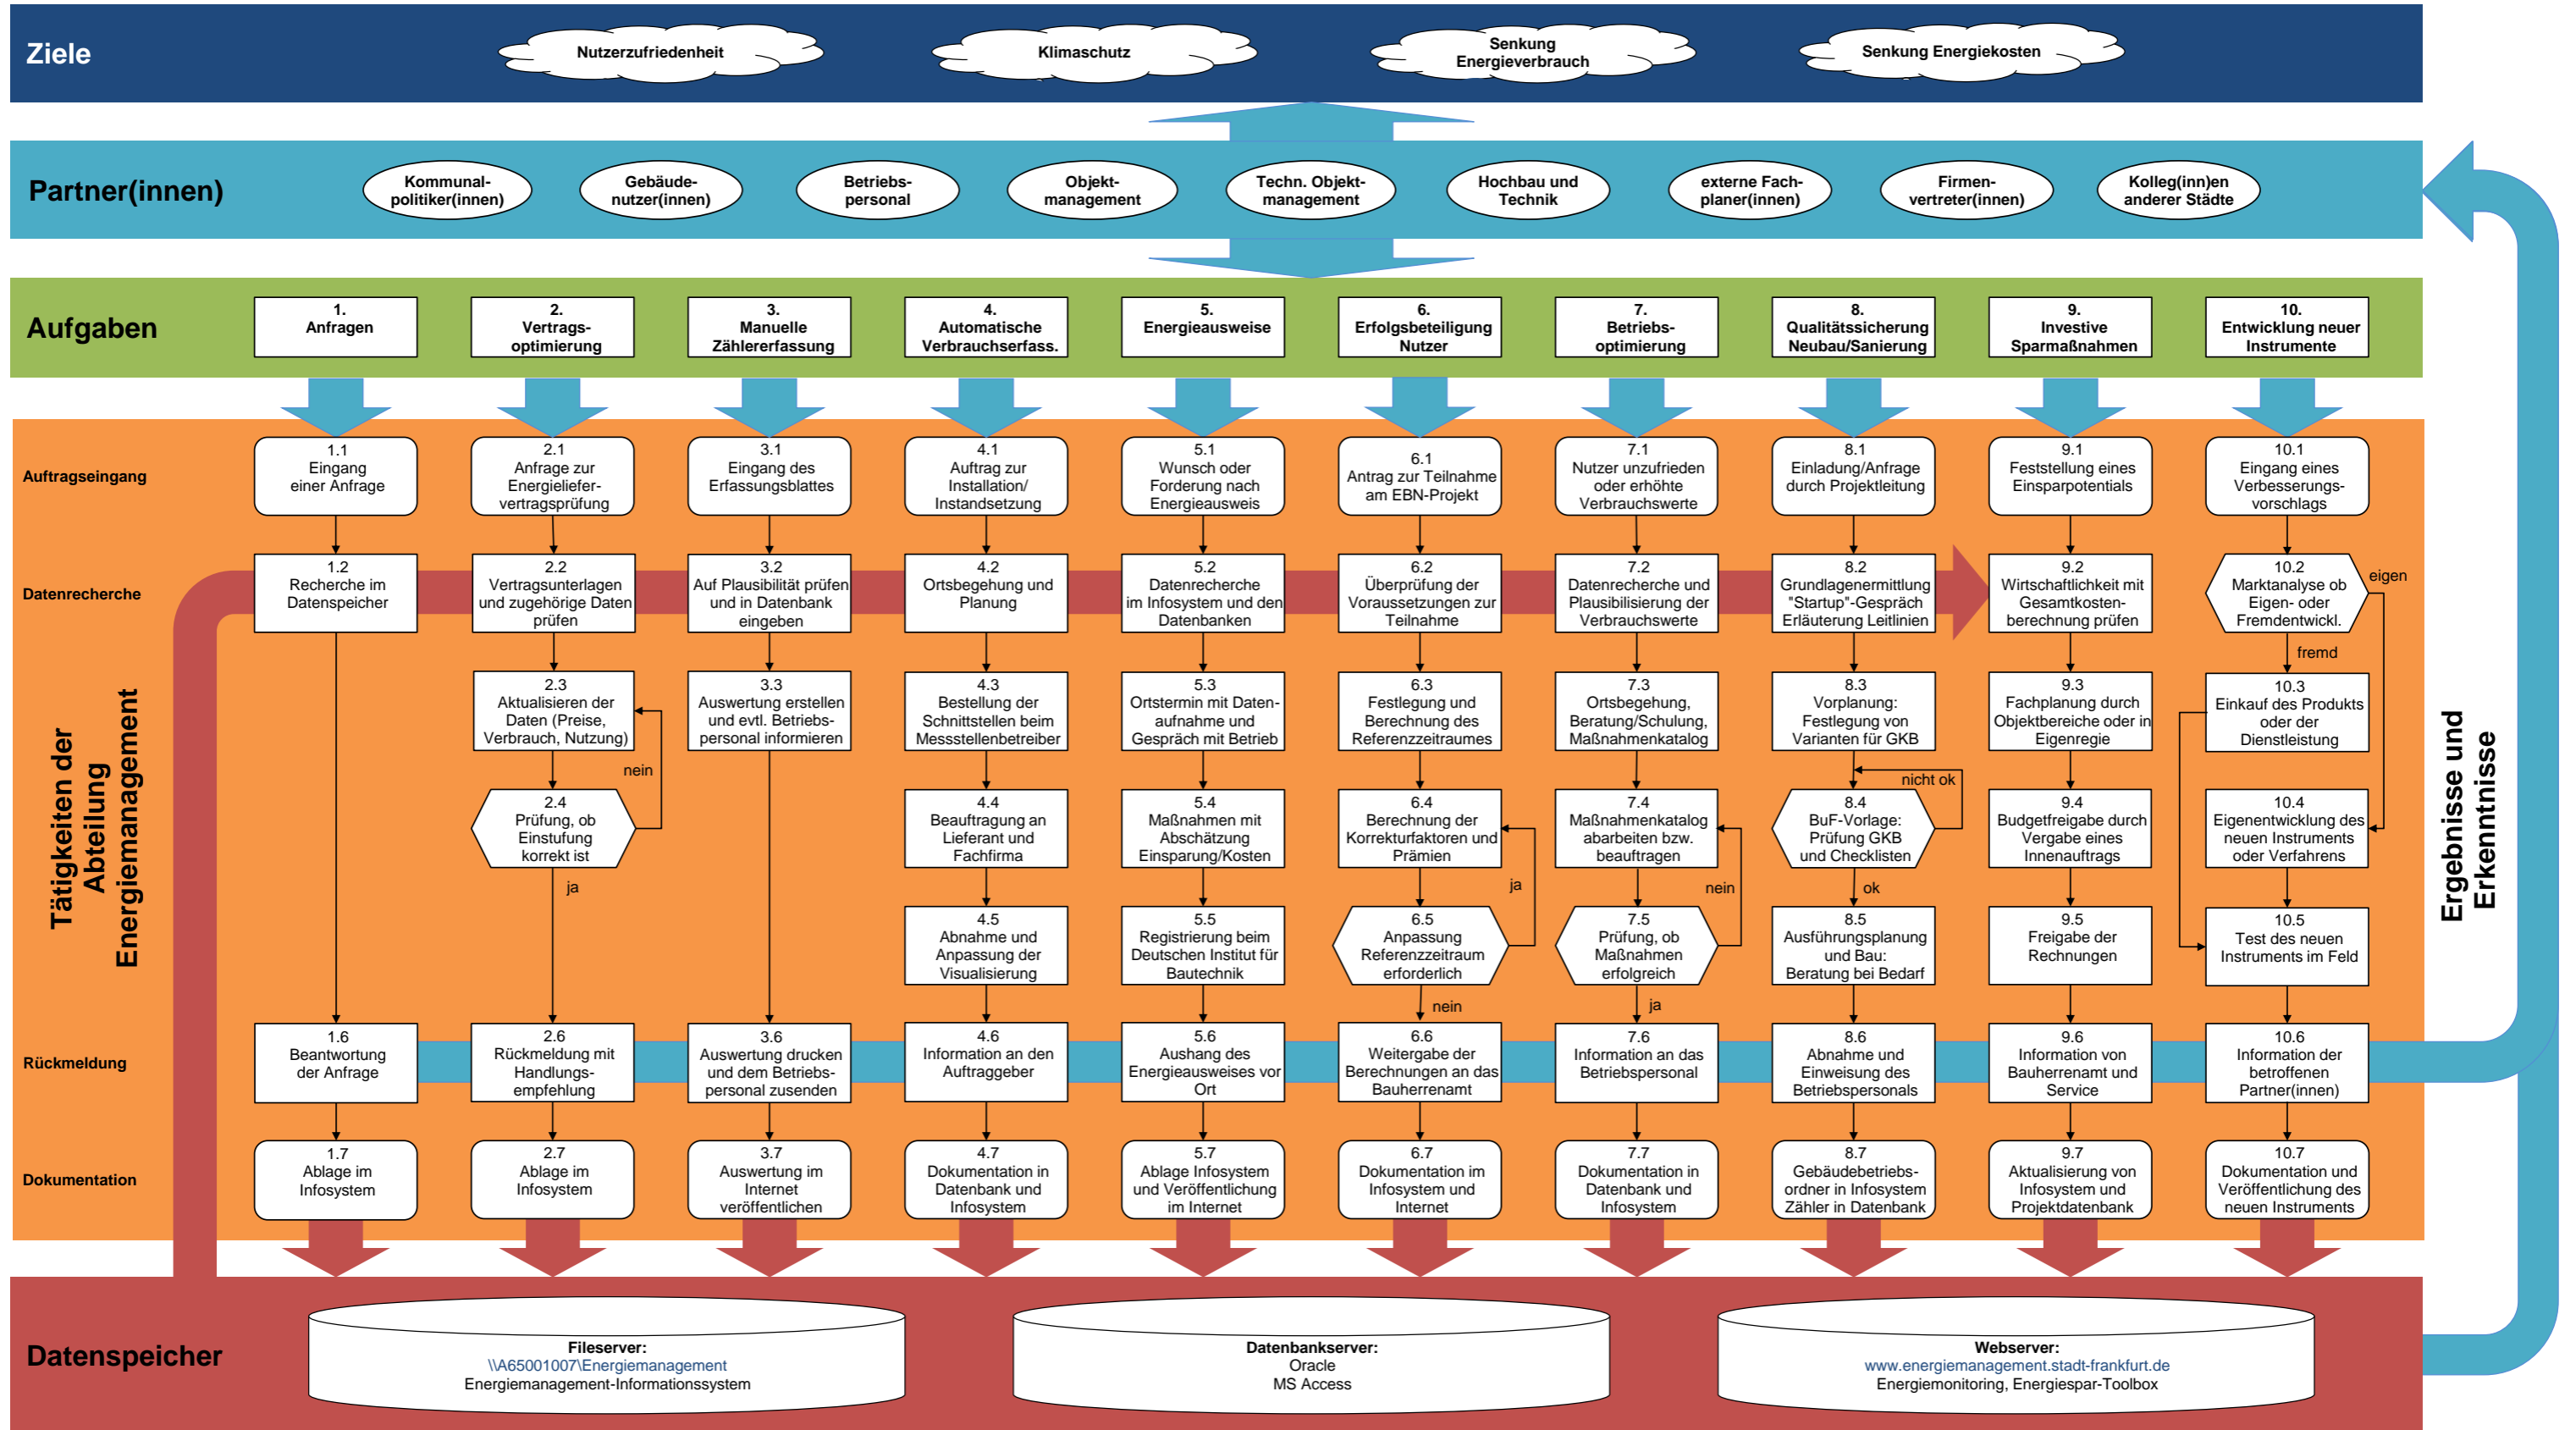 Ziele
Nutzerzufriedenheit
Klimaschutz
Senkung
Energieverbrauch
Senkung Energiekosten
Partner(innen)
Kommunal-
politiker(innen)
Gebäude-
nutzer(innen)
Betriebs-
personal
Objekt-
management
Techn. Objekt-
management
Hochbau und
Technik
externe Fach-
planer(innen)
Firmen-
vertreter(innen)
Kolleg(inn)en
anderer Städte
Aufgaben
1.
Anfragen
2.
Vertrags-
optimierung
3.
Manuelle
Zählererfassung
4.
Automatische
Verbrauchserfass.
5.
Energieausweise
6.
Erfolgsbeteiligung
Nutzer
7.
Betriebs-
optimierung
8.
Qualitätssicherung
Neubau/Sanierung
9.
Investive
Sparmaßnahmen
10.
Entwicklung neuer
Instrumente
Tätigkeiten der
Abteilung
Energiemanagement
Auftragseingang
1.1
Eingang
einer Anfrage
2.1
Anfrage zur
Energieliefer-
vertragsprüfung
3.1
Eingang des
Erfassungsblattes
4.1
Auftrag zur
Installation/
Instandsetzung
5.1
Wunsch oder
Forderung nach
Energieausweis
6.1
Antrag zur Teilnahme
am EBN-Projekt
7.1
Nutzer unzufrieden
oder erhöhte
Verbrauchswerte
8.1
Einladung/Anfrage
durch Projektleitung
9.1
Feststellung eines
Einsparpotentials
10.1
Eingang eines
Verbesserungs-
vorschlags
Datenrecherche
1.2
Recherche im
Datenspeicher
2.2
Vertragsunterlagen
und zugehörige Daten
prüfen
3.2
Auf Plausibilität prüfen
und in Datenbank
eingeben
4.2
Ortsbegehung und
Planung
5.2
Datenrecherche
im Infosystem und den
Datenbanken
6.2
Überprüfung der
Voraussetzungen zur
Teilnahme
7.2
Datenrecherche und
Plausibilisierung der
Verbrauchswerte
8.2
Grundlagenermittlung
"Startup"-Gespräch
Erläuterung Leitlinien
9.2
Wirtschaftlichkeit mit
Gesamtkosten-
berechnung prüfen
10.2
Marktanalyse ob
Eigen- oder
Fremdentwickl.
eigen
fremd
2.3
Aktualisieren der
Daten (Preise,
Verbrauch, Nutzung)
nein
3.3
Auswertung erstellen
und evtl. Betriebs-
personal informieren
4.3
Bestellung der
Schnittstellen beim
Messstellenbetreiber
5.3
Ortstermin mit Daten-
aufnahme und
Gespräch mit Betrieb
6.3
Festlegung und
Berechnung des
Referenzzeitraumes
7.3
Ortsbegehung,
Beratung/Schulung,
Maßnahmenkatalog
8.3
Vorplanung:
Festlegung von
Varianten für GKB
nicht ok
9.3
Fachplanung durch
Objektbereiche oder in
Eigenregie
10.3
Einkauf des Produkts
oder der
Dienstleistung
2.4
Prüfung, ob
Einstufung
korrekt ist
ja
4.4
Beauftragung an
Lieferant und
Fachfirma
5.4
Maßnahmen mit
Abschätzung
Einsparung/Kosten
6.4
Berechnung der
Korrekturfaktoren und
Prämien
ja
7.4
Maßnahmenkatalog
abarbeiten bzw.
beauftragen
nein
8.4
BuF-Vorlage:
Prüfung GKB
und Checklisten
ok
9.4
Budgetfreigabe durch
Vergabe eines
Innenauftrags
10.4
Eigenentwicklung des
neuen Instruments
oder Verfahrens
4.5
Abnahme und
Anpassung der
Visualisierung
5.5
Registrierung beim
Deutschen Institut für
Bautechnik
6.5
Anpassung
Referenzzeitraum
erforderlich
nein
7.5
Prüfung, ob
Maßnahmen
erfolgreich
ja
8.5
Ausführungsplanung
und Bau:
Beratung bei Bedarf
9.5
Freigabe der
Rechnungen
10.5
Test des neuen
Instruments im Feld
Rückmeldung
1.6
Beantwortung
der Anfrage
2.6
Rückmeldung mit
Handlungs-
empfehlung
3.6
Auswertung drucken
und dem Betriebs-
personal zusenden
4.6
Information an den
Auftraggeber
5.6
Aushang des
Energieausweises vor
Ort
6.6
Weitergabe der
Berechnungen an das
Bauherrenamt
7.6
Information an das
Betriebspersonal
8.6
Abnahme und
Einweisung des
Betriebspersonals
9.6
Information von
Bauherrenamt und
Service
10.6
Information der
betroffenen
Partner(innen)
Dokumentation
1.7
Ablage im
Infosystem
2.7
Ablage im
Infosystem
3.7
Auswertung im
Internet
veröffentlichen
4.7
Dokumentation in
Datenbank und
Infosystem
5.7
Ablage Infosystem
und Veröffentlichung
im Internet
6.7
Dokumentation im
Infosystem und
Internet
7.7
Dokumentation in
Datenbank und
Infosystem
8.7
Gebäudebetriebs-
ordner in Infosystem
Zähler in Datenbank
9.7
Aktualisierung von
Infosystem und
Projektdatenbank
10.7
Dokumentation und
Veröffentlichung des
neuen Instruments
Ergebnisse und
Erkenntnisse
Datenspeicher
Fileserver:
\\A65001007\Energiemanagement
Energiemanagement-Informationssystem
Datenbankserver:
Oracle
MS Access
Webserver:
www.energiemanagement.stadt-frankfurt.de
Energiemonitoring, Energiespar-Toolbox